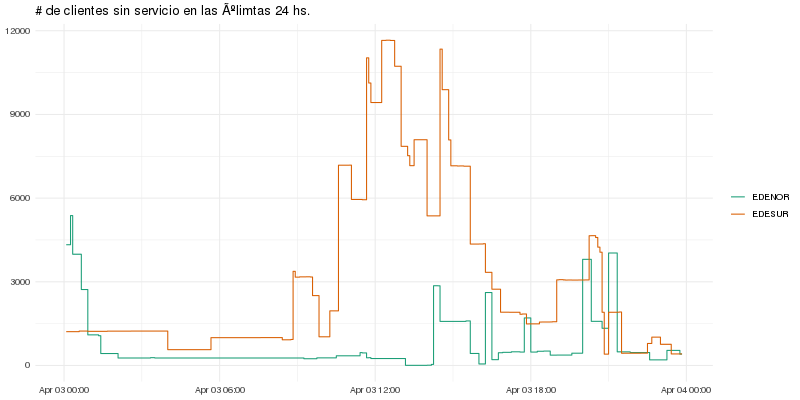 # de clientes sin servicio en las Ãºlimtas 24 hs.
12000
9000
6000
3000
0
EDENOR
EDESUR
Apr 03 00:00
Apr 03 06:00
Apr 03 12:00
Apr 03 18:00
Apr 04 00:00